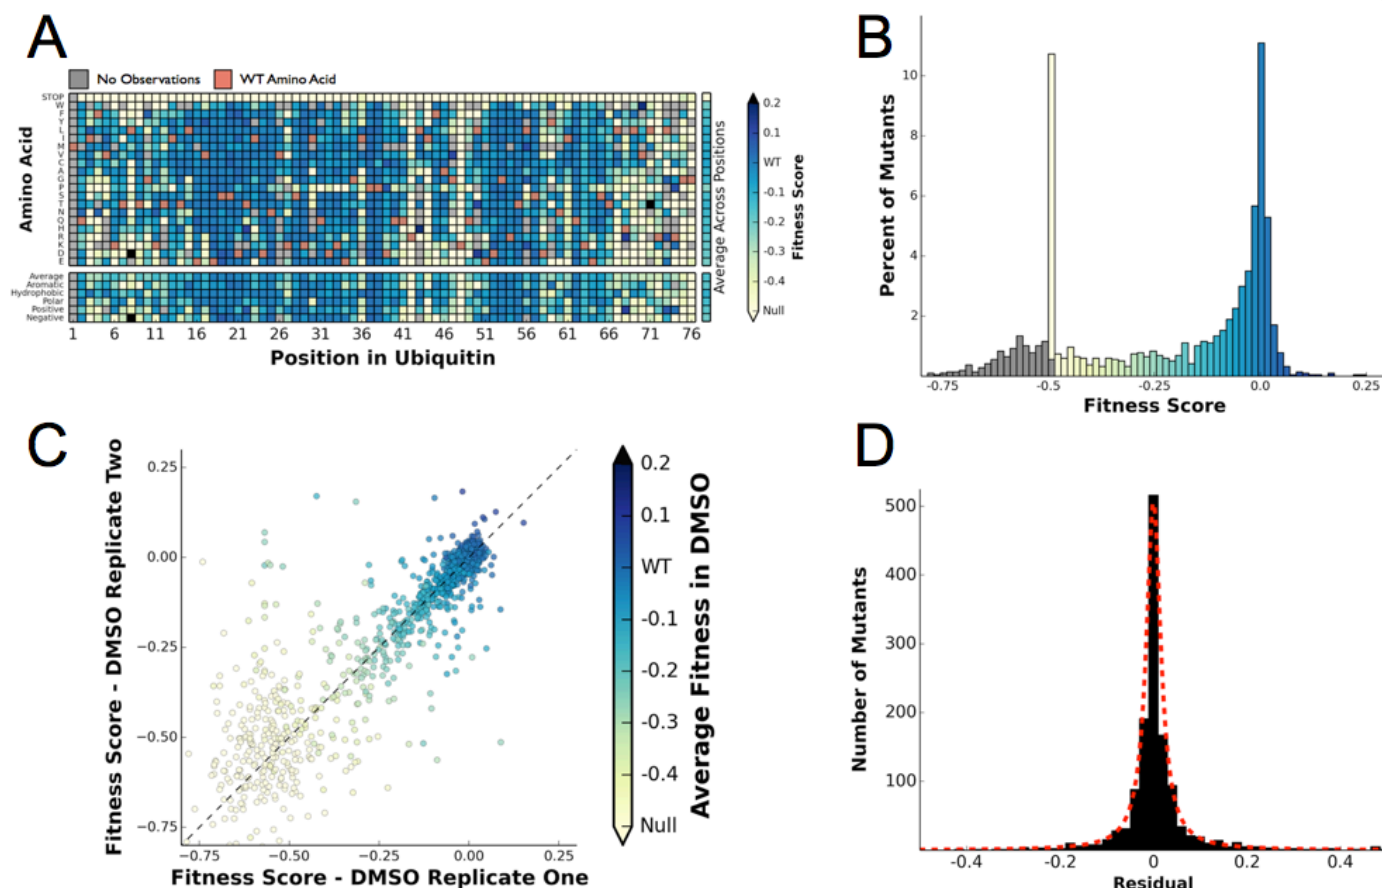 A
No Observations
WT Amino Acid
Amino Acid
STOP
W
F
Y
L
I
M
V
C
A
G
P
S
T
N
Q
H
R
K
D
E
Average
Aromatic
Hydrophobic
Polar
Positive
Negative
1 6 11 16 21 26 31 36 41 46 51 56 61 66 71 76
Position in Ubiquitin
Average Across Positions
0.2
0.1
WT
-0.1
-0.2
-0.3
-0.4
Null
Fitness Score
B
Percent of Mutants
10
8
6
4
2
-0.75 -0.5 -0.25 0.0 0.25
Fitness Score
C
Fitness Score - DMSO Replicate Two
0.25
0.00
−0.25
−0.50
−0.75
−0.75 −0.50 −0.25 0.00 0.25
Fitness Score - DMSO Replicate One
0.2
0.1
WT
-0.1
-0.2
-0.3
-0.4
Null
Average Fitness in DMSO
D
Number of Mutants
500
400
300
200
100
-0.4 -0.2 0 0.2 0.4
Residual